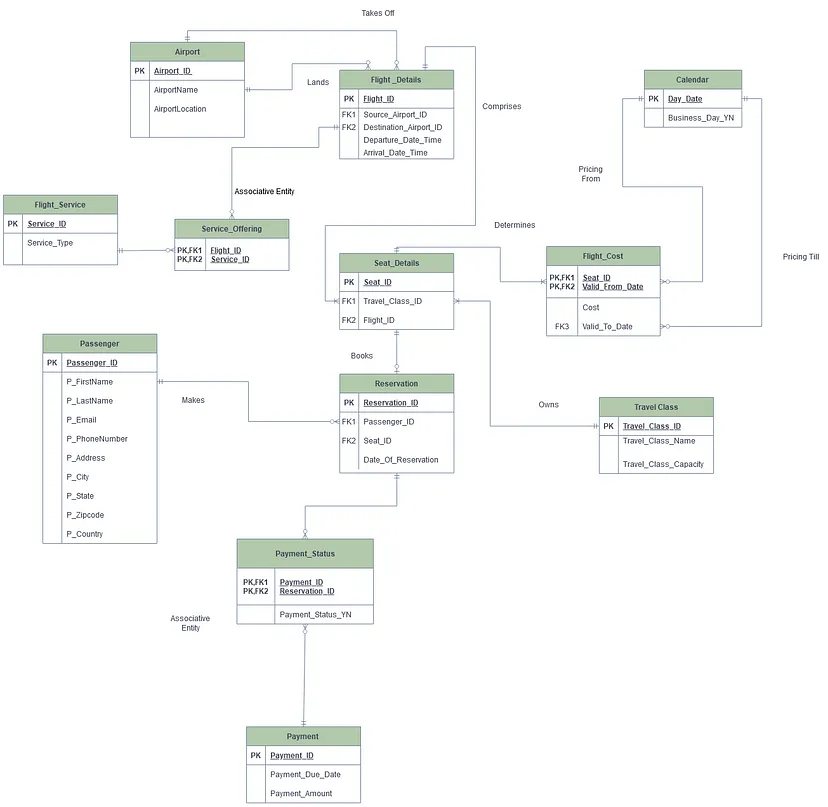 Takes Off
Airport
PK Airport_ID
AirportName
AirportLocation
Lands
Flight_Details
PK Flight_ID
FK1 Source_Airport_ID
FK2 Destination_Airport_ID
Departure_Date_Time
Arrival_Date_Time
Comprises
Calendar
PK Day_Date
Business_Day_YN
Pricing
From
Pricing Till
Associative Entity
Flight_Service
PK Service_ID
Service_Type
Service_Offering
PK,FK1 Flight_ID
PK,FK2 Service_ID
Determines
Seat_Details
PK Seat_ID
FK1 Travel_Class_ID
FK2 Flight_ID
Flight_Cost
PK,FK1 Seat_ID
PK,FK2 Valid_From_Date
Cost
FK3 Valid_To_Date
Passenger
PK Passenger_ID
P_FirstName
P_LastName
P_Email
P_PhoneNumber
P_Address
P_City
P_State
P_Zipcode
P_Country
Makes
Books
Reservation
PK Reservation_ID
FK1 Passenger_ID
FK2 Seat_ID
Date_Of_Reservation
Owns
Travel Class
PK Travel_Class_ID
Travel_Class_Name
Travel_Class_Capacity
Payment_Status
PK,FK1 Payment_ID
PK,FK2 Reservation_ID
Payment_Status_YN
Associative
Entity
Payment
PK Payment_ID
Payment_Due_Date
Payment_Amount